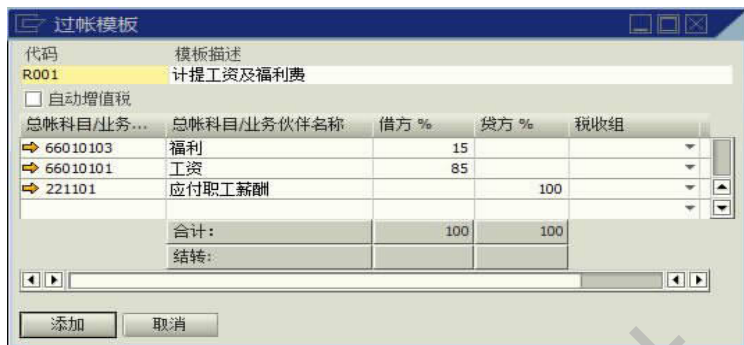 过帐模板
代码 模板描述
R001 计提工资及福利费
自动增值税
总帐科目/业务... 总帐科目/业务伙伴名称 借方 % 贷方 % 税收组
66010103 福利 15
66010101 工资 85
221101 应付职工薪酬 100
合计： 100 100
结转:
添加 取消